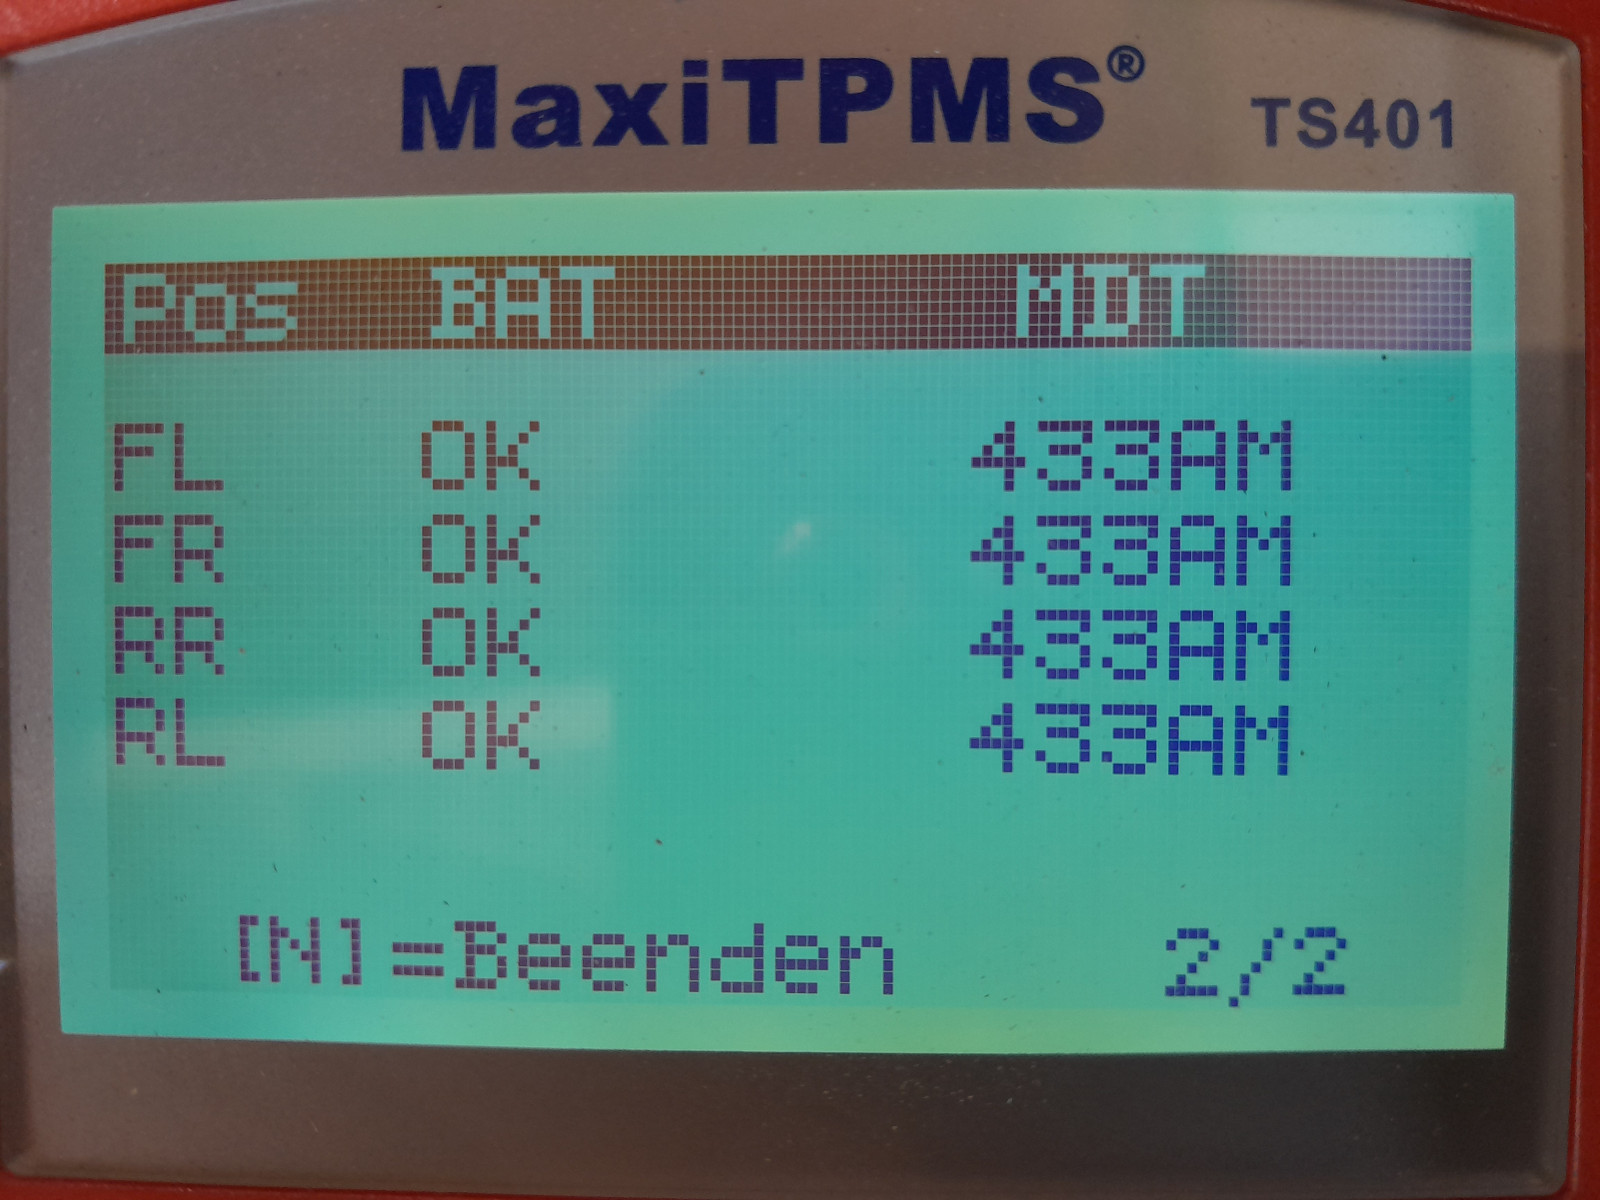 MaxiTPMS® TS401
Pos BAT MDT
FL OK 433AM
FR OK 433AM
RR OK 433AM
RL OK 433AM
[N]=Beenden 2/2